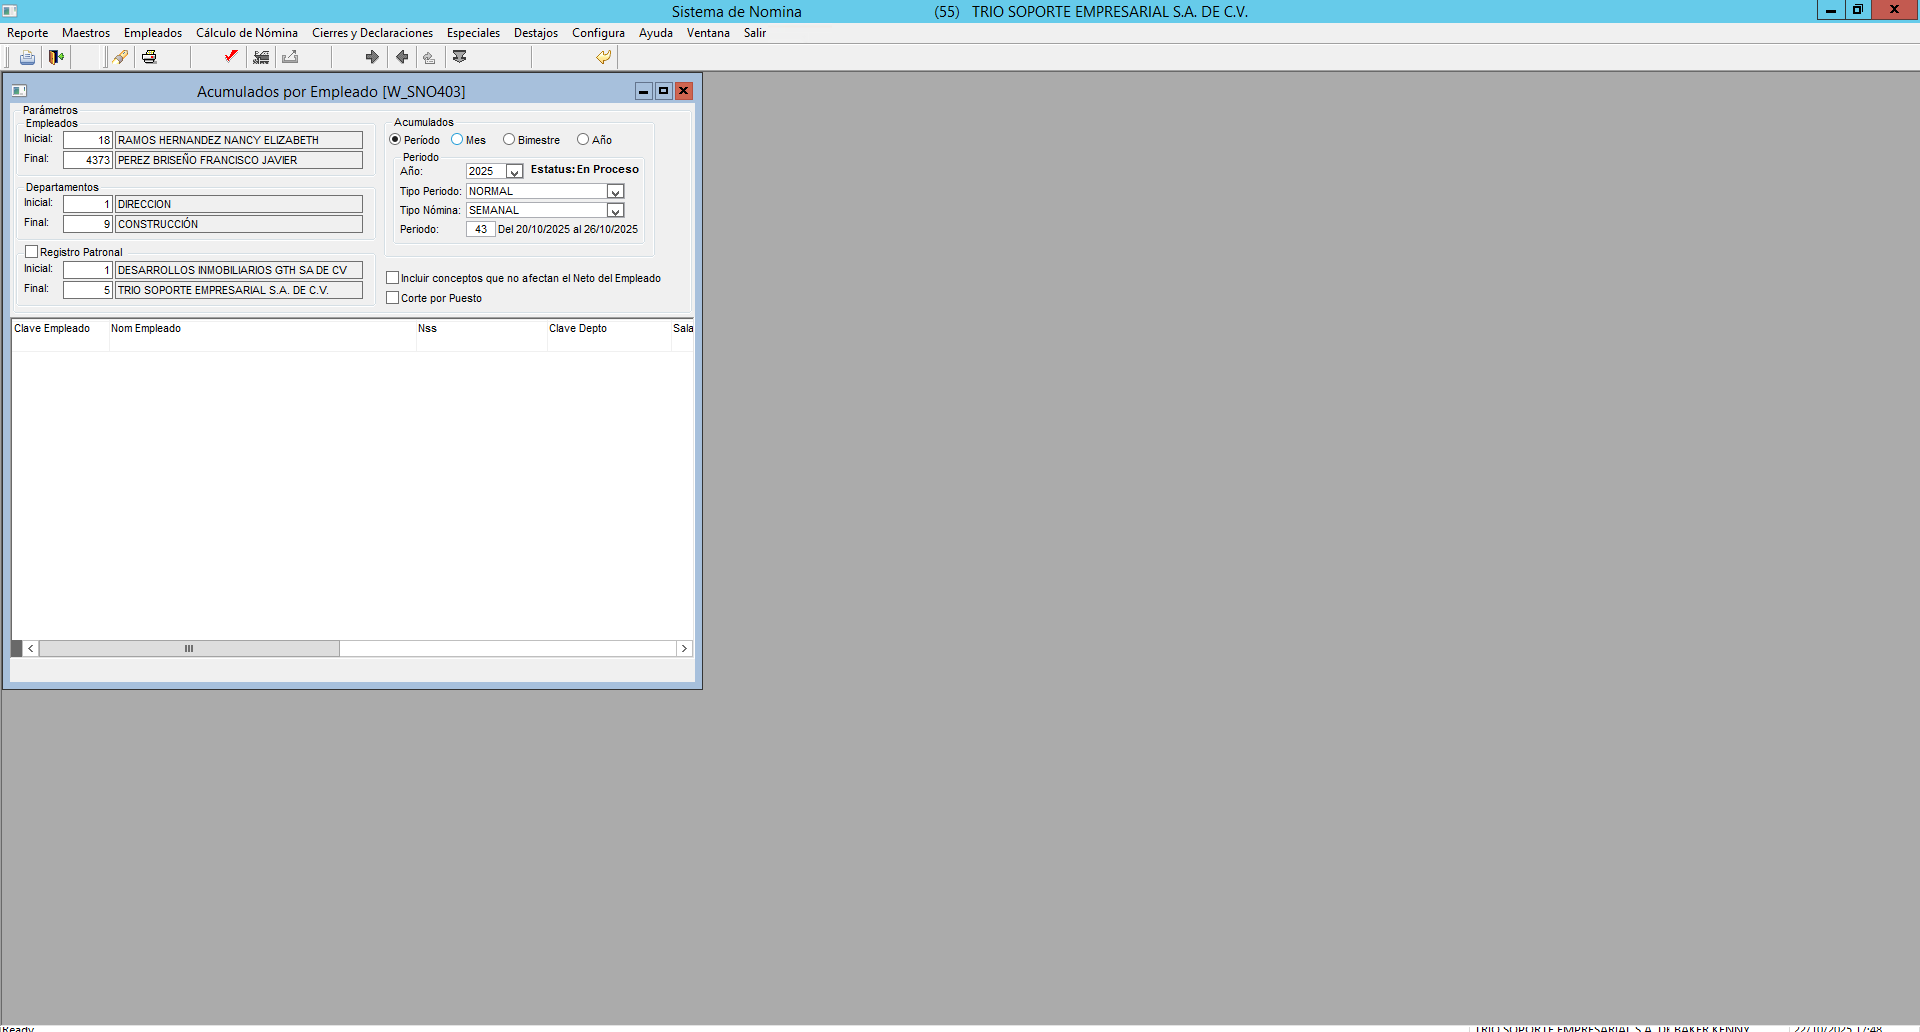 Sistema de Nomina (55) TRIO SOPORTE EMPRESARIAL S.A. DE C.V.
Reporte Maestros Empleados Cálculo de Nómina Cierres y Declaraciones Especiales Destajos Configura Ayuda Ventana Salir
Acumulados por Empleado [W_SNO403]
Parámetros
Empleados
Inicial: 18 RAMOS HERNANDEZ NANCY ELIZABETH
Final: 4373 PEREZ BRISEÑO FRANCISCO JAVIER
Departamentos
Inicial: 1 DIRECCION
Final: 9 CONSTRUCCIÓN
Registro Patronal
Inicial: 1 DESARROLLOS INMOBILIARIOS GTH SA DE CV
Final: 5 TRIO SOPORTE EMPRESARIAL S.A. DE C.V.
Acumulados
Período Mes Bimestre Año
Periodo
Año: 2025 Estatus: En Proceso
Tipo Periodo: NORMAL
Tipo Nómina: SEMANAL
Periodo: 43 Del 20/10/2025 al 26/10/2025
Incluir conceptos que no afectan el Neto del Empleado
Corte por Puesto
Clave Empleado Nom Empleado Nss Clave Depto Sala
Ready TRIO SOPORTE EMPRESARIAL S.A. DE BAKER KENNY 22/10/2025 17:48